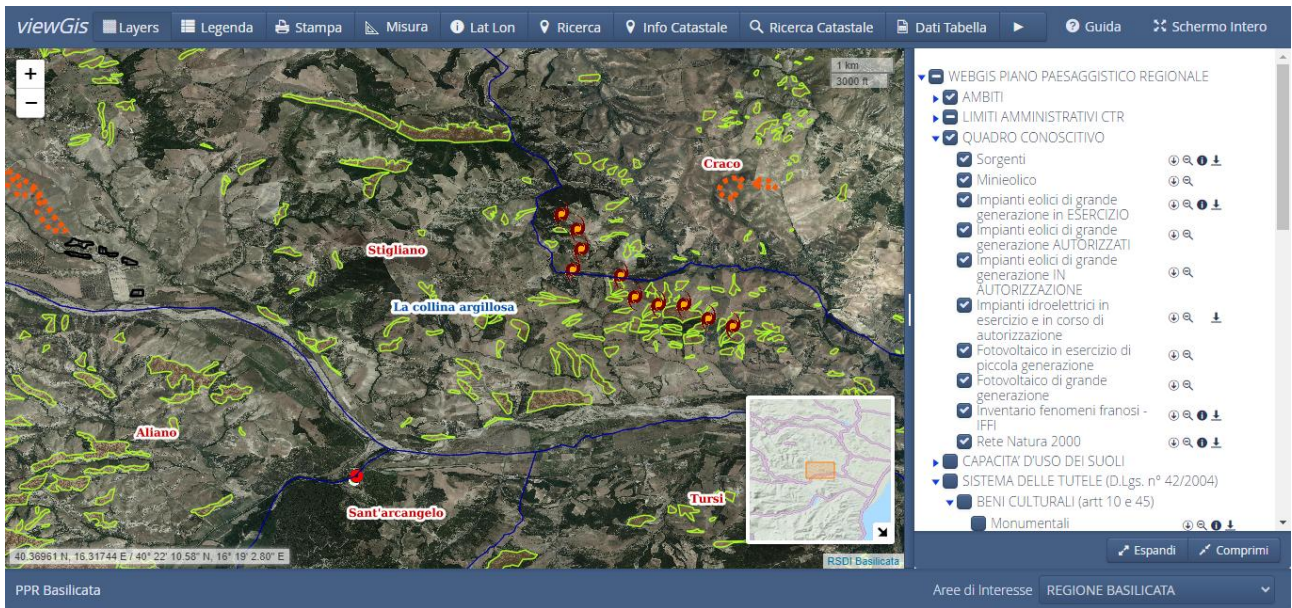 viewGis Layers Legenda Stampa Misura Lat Lon Ricerca Info Catastale Ricerca Catastale Dati Tabella Guida Schermo Intero
+
−
1 km
3000 ft
Craco
Stigliano
La collina argillosa
Aliano
Sant'arcangelo
Tursi
40.36961 N, 16.31744 E / 40° 22' 10.58" N, 16° 19' 2.80" E
RSDI Basilicata
WEBGIS PIANO PAESAGGISTICO REGIONALE
AMBITI
LIMITI AMMINISTRATIVI CTR
QUADRO CONOSCITIVO
Sorgenti
Minieolico
Impianti eolici di grande
generazione in ESERCIZIO
Impianti eolici di grande
generazione AUTORIZZATI
Impianti eolici di grande
generazione IN
AUTORIZZAZIONE
Impianti idroelettrici in
esercizio e in corso di
autorizzazione
Fotovoltaico in esercizio di
piccola generazione
Fotovoltaico di grande
generazione
Inventario fenomeni franosi -
IFFI
Rete Natura 2000
CAPACITA' D'USO DEI SUOLI
SISTEMA DELLE TUTELE (D.Lgs. n° 42/2004)
BENI CULTURALI (artt 10 e 45)
Monumentali
Espandi Comprimi
PPR Basilicata
Aree di Interesse REGIONE BASILICATA